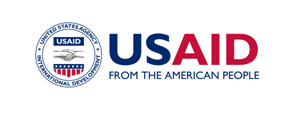 UNITED STATES AGENCY
USAID
INTERNATIONAL DEVELOPMENT
USAID
FROM THE AMERICAN PEOPLE